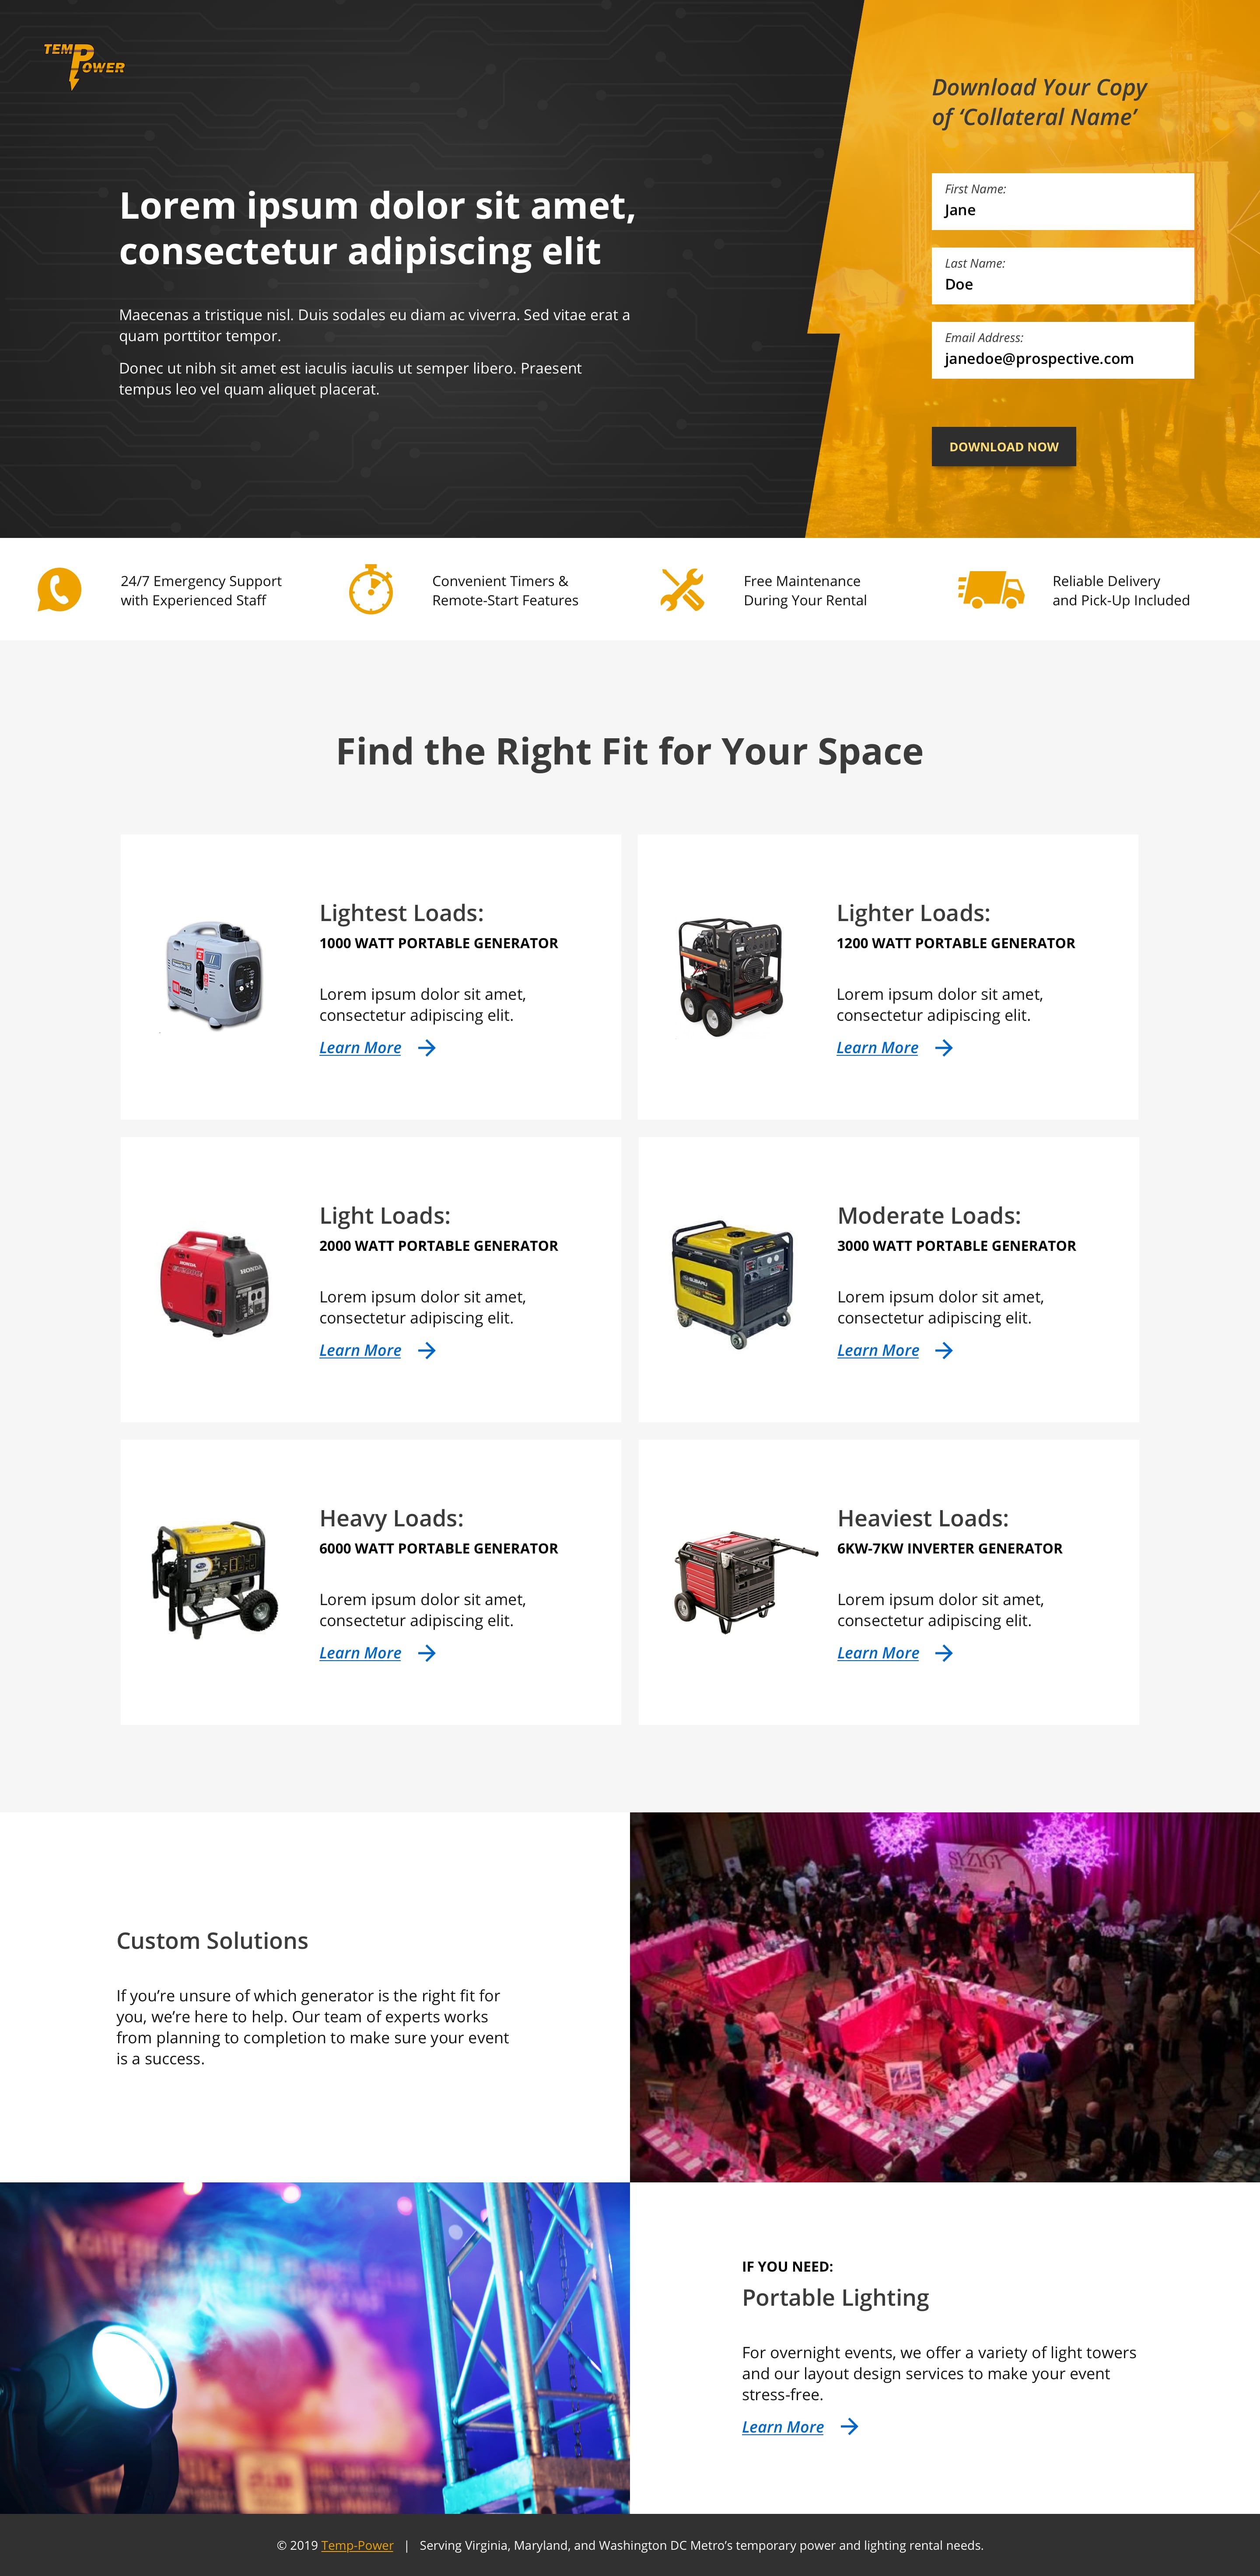 TEMP POWER
Download Your Copy
of ‘Collateral Name’
Lorem ipsum dolor sit amet,
consectetur adipiscing elit
Maecenas a tristique nisl. Duis sodales eu diam ac viverra. Sed vitae erat a
quam porttitor tempor.
Donec ut nibh sit amet est iaculis iaculis ut semper libero. Praesent
tempus leo vel quam aliquet placerat.
First Name:
Jane
Last Name:
Doe
Email Address:
janedoe@prospective.com
DOWNLOAD NOW
24/7 Emergency Support
with Experienced Staff
Convenient Timers &
Remote-Start Features
Free Maintenance
During Your Rental
Reliable Delivery
and Pick-Up Included
Find the Right Fit for Your Space
Lightest Loads:
1000 WATT PORTABLE GENERATOR
Lorem ipsum dolor sit amet,
consectetur adipiscing elit.
Learn More
Lighter Loads:
1200 WATT PORTABLE GENERATOR
Lorem ipsum dolor sit amet,
consectetur adipiscing elit.
Learn More
HONDA
HONDA
Light Loads:
2000 WATT PORTABLE GENERATOR
Lorem ipsum dolor sit amet,
consectetur adipiscing elit.
Learn More
SUBARU
Moderate Loads:
3000 WATT PORTABLE GENERATOR
Lorem ipsum dolor sit amet,
consectetur adipiscing elit.
Learn More
Heavy Loads:
6000 WATT PORTABLE GENERATOR
Lorem ipsum dolor sit amet,
consectetur adipiscing elit.
Learn More
Heaviest Loads:
6KW-7KW INVERTER GENERATOR
Lorem ipsum dolor sit amet,
consectetur adipiscing elit.
Learn More
Custom Solutions
If you’re unsure of which generator is the right fit for
you, we’re here to help. Our team of experts works
from planning to completion to make sure your event
is a success.
SYZYGY
IF YOU NEED:
Portable Lighting
For overnight events, we offer a variety of light towers
and our layout design services to make your event
stress-free.
Learn More
© 2019 Temp-Power | Serving Virginia, Maryland, and Washington DC Metro’s temporary power and lighting rental needs.